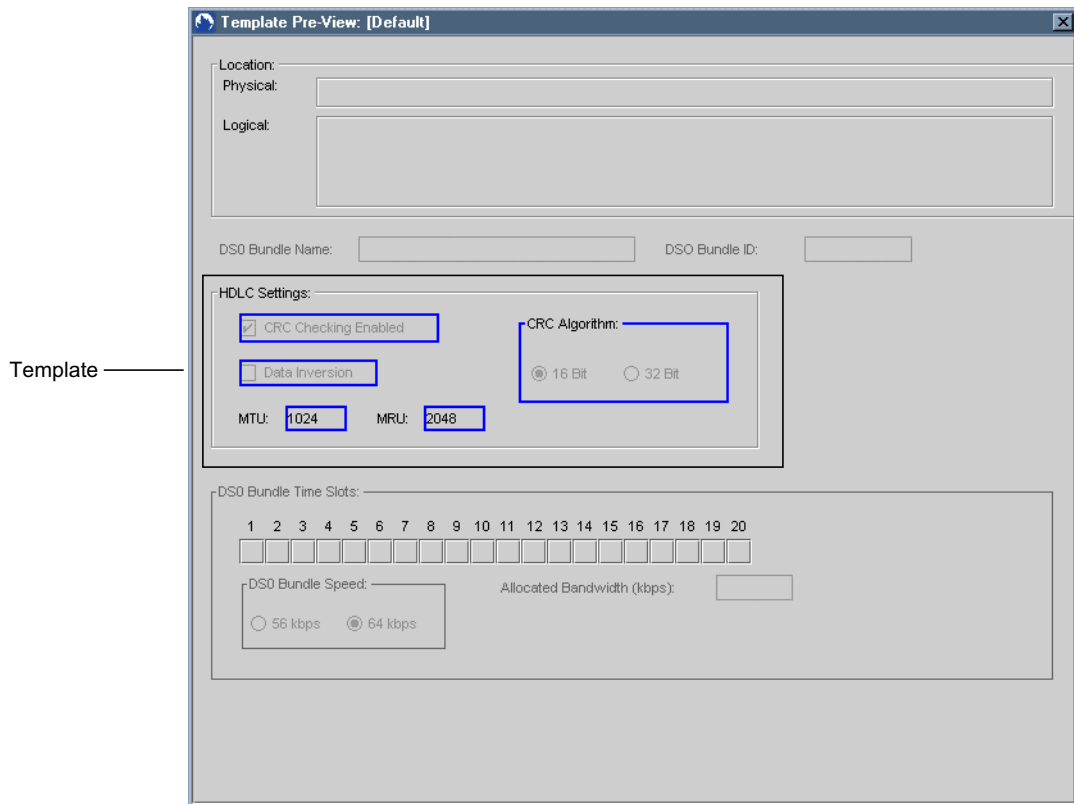 Template Pre-View: [Default]
Location:
Physical:
Logical:
DS0 Bundle Name:
DSO Bundle ID:
HDLC Settings:
CRC Checking Enabled
CRC Algorithm:
Template
Data Inversion
16 Bit
32 Bit
MTU:
1024
MRU:
2048
DS0 Bundle Time Slots:
1 2 3 4 5 6 7 8 9 10 11 12 13 14 15 16 17 18 19 20
DS0 Bundle Speed:
Allocated Bandwidth (kbps):
56 kbps
64 kbps